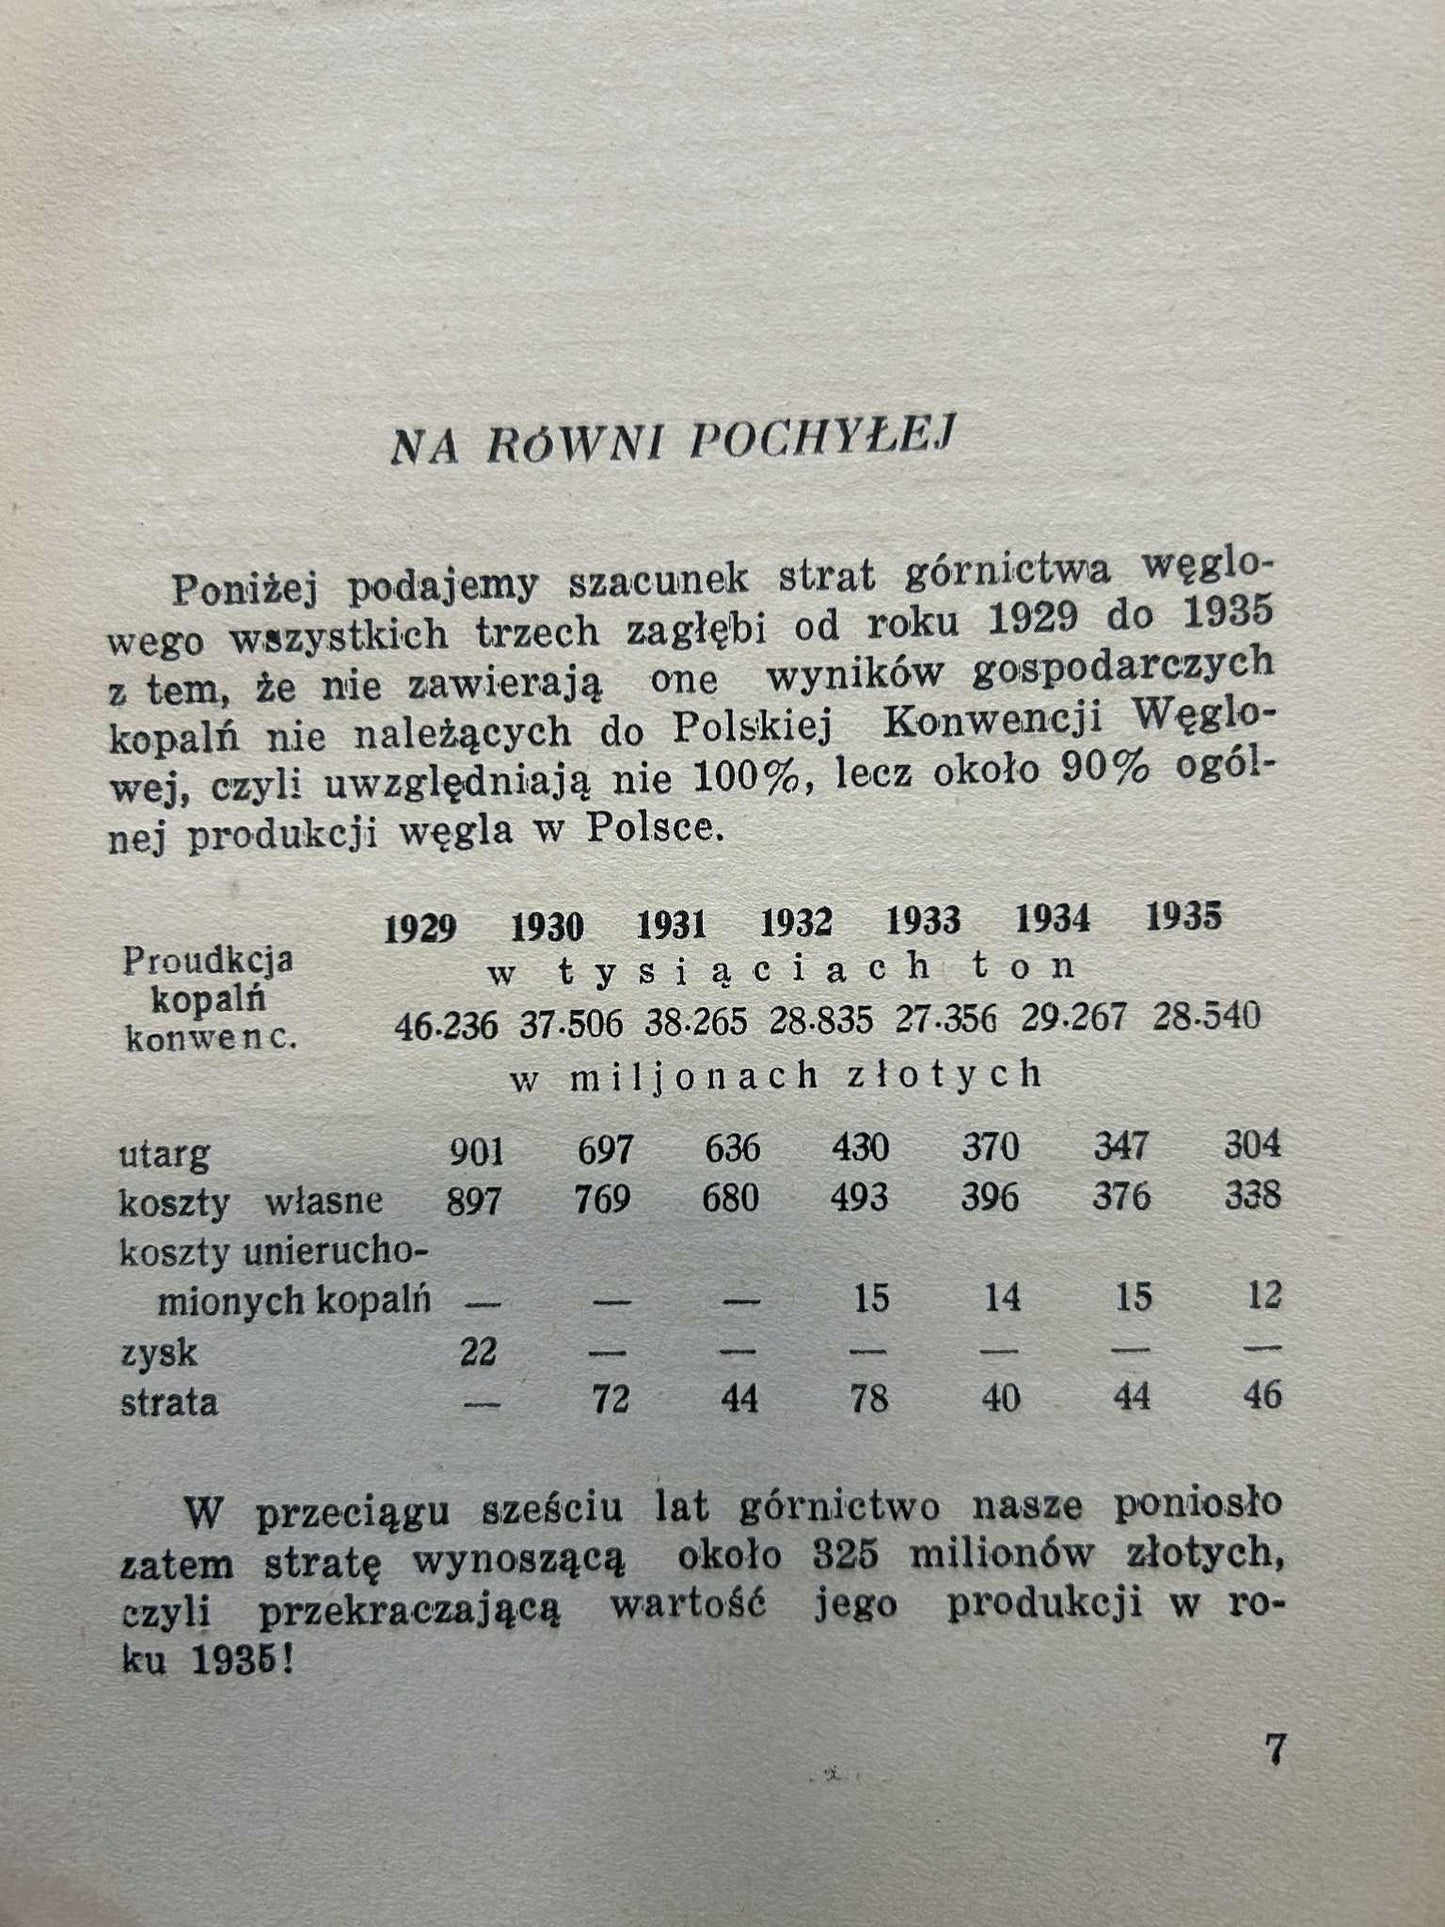 NA RÓWNI POCHYŁEJ
Poniżej podajemy szacunek strat górnictwa węglo-
wego wszystkich trzech zagłębi od roku 1929 do 1935
z tem, że nie zawierają one wyników gospodarczych
kopalń nie należących do Polskiej Konwencji Węglo-
wej, czyli uwzględniają nie 100%, lecz około 90% ogól-
nej produkcji węgla w Polsce.
1929 1930 1931 1932 1933 1934 1935
Proudkcja w tysiącach ton
kopalń
konwenc. 46.236 37.506 38.265 28.835 27.356 29.267 28.540
w miljonach złotych
utarg 901 697 636 430 370 347 304
koszty własne 897 769 680 493 396 376 338
koszty unierucho-
mionych kopalń — — — 15 14 15 12
zysk 22 — — — — — —
strata — 72 44 78 40 44 46
W przeciągu sześciu lat górnictwo nasze poniosło
zatem stratę wynoszącą około 325 milionów złotych,
czyli przekraczającą wartość jego produkcji w ro-
ku 1935!
7